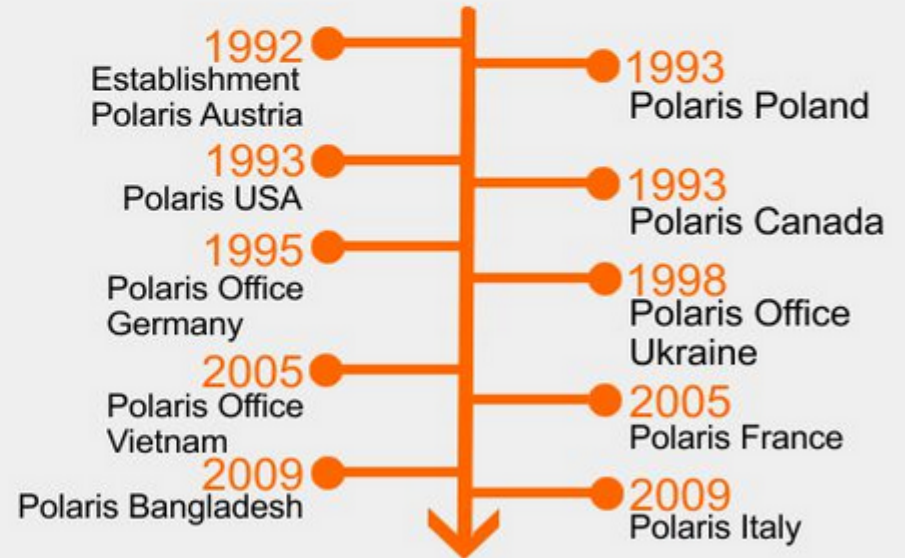 1992
Establishment
Polaris Austria
1993
Polaris Poland
1993
Polaris USA
1993
Polaris Canada
1995
Polaris Office
Germany
1998
Polaris Office
Ukraine
2005
Polaris Office
Vietnam
2005
Polaris France
2009
Polaris Bangladesh
2009
Polaris Italy